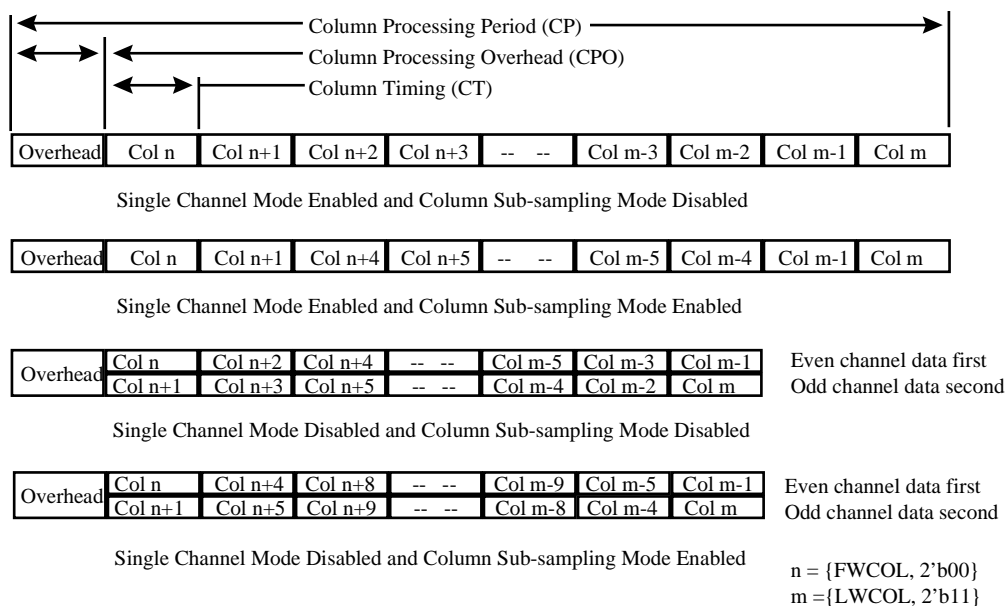 Column Processing Period (CP)
Column Processing Overhead (CPO)
Column Timing (CT)
Overhead Col n Col n+1 Col n+2 Col n+3 -- -- Col m-3 Col m-2 Col m-1 Col m
Single Channel Mode Enabled and Column Sub-sampling Mode Disabled
Overhead Col n Col n+1 Col n+4 Col n+5 -- -- Col m-5 Col m-4 Col m-1 Col m
Single Channel Mode Enabled and Column Sub-sampling Mode Enabled
Overhead
Col n Col n+2 Col n+4 -- -- Col m-5 Col m-3 Col m-1 Even channel data first
Col n+1 Col n+3 Col n+5 -- -- Col m-4 Col m-2 Col m Odd channel data second
Single Channel Mode Disabled and Column Sub-sampling Mode Disabled
Overhead
Col n Col n+4 Col n+8 -- -- Col m-9 Col m-5 Col m-1 Even channel data first
Col n+1 Col n+5 Col n+9 -- -- Col m-8 Col m-4 Col m Odd channel data second
Single Channel Mode Disabled and Column Sub-sampling Mode Enabled
n = {FWCOL, 2’b00}
m ={LWCOL, 2’b11}